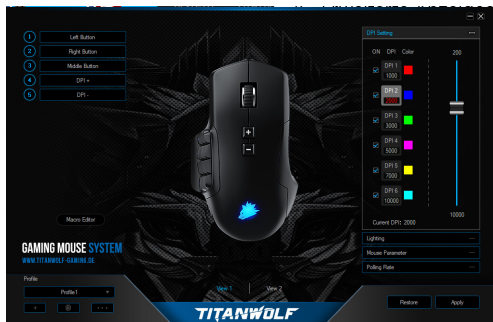 DPI Setting
1 Left Button
2 Right Button
3 Middle Button
4 DPI +
5 DPI -
ON DPI Color 200
DPI 1
1000
DPI 2
DPI 3
3000
DPI 4
5000
DPI 5
7000
DPI 6
10000
10000
Current DPI: 2000
Macro Editor
Lighting
Mouse Parameter
Polling Rate
GAMING MOUSE SYSTEM
WWW.TITANWOLF-GAMING.DE
Profile
Profile1
View 1 View 2
TITANWOLF
Restore Apply